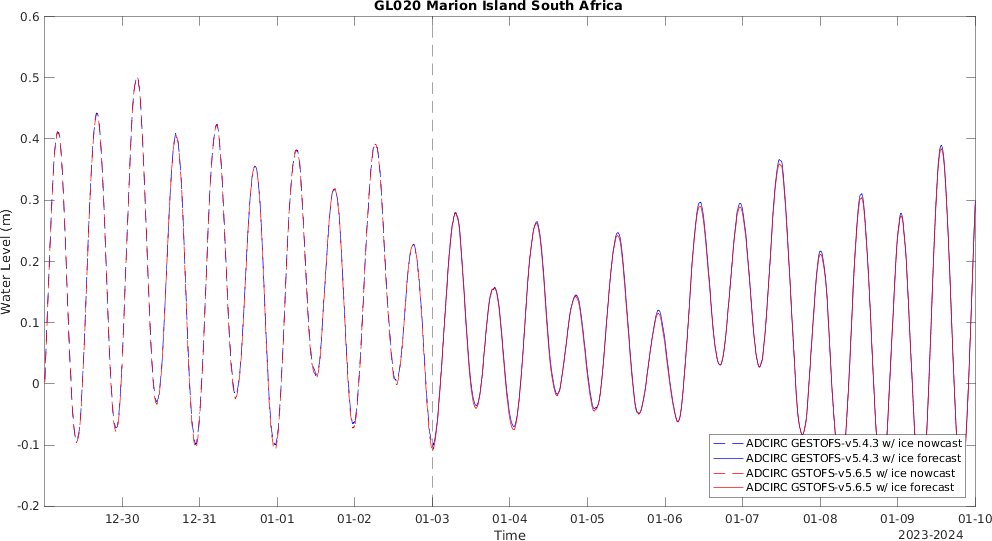 GL020 Marion Island South Africa
0.6
0.5
0.4
0.3
0.2
0.1
0
-0.1
-0.2
Water Level (m)
12-30 12-31 01-01 01-02 01-03 01-04 01-05 01-06 01-07 01-08 01-09 01-10
Time
2023-2024
ADCIRC GESTOFS-v5.4.3 w/ ice nowcast
ADCIRC GESTOFS-v5.4.3 w/ ice forecast
ADCIRC GSTOFS-v5.6.5 w/ ice nowcast
ADCIRC GSTOFS-v5.6.5 w/ ice forecast